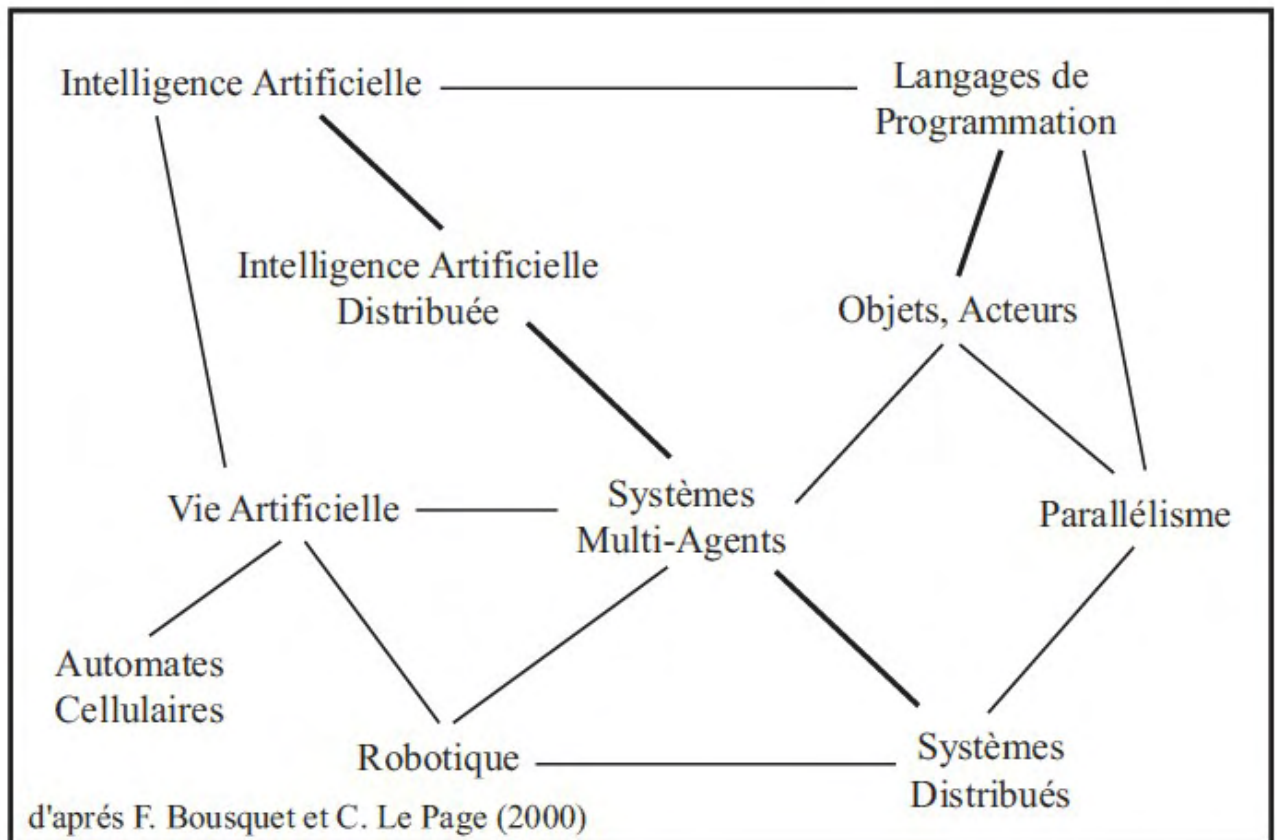 Intelligence Artificielle
Langages de
Programmation
Intelligence Artificielle
Distribuée
Objets, Acteurs
Vie Artificielle
Systèmes
Multi-Agents
Parallélisme
Automates
Cellulaires
Robotique
Systèmes
Distribués
d'aprés F. Bousquet et C. Le Page (2000)